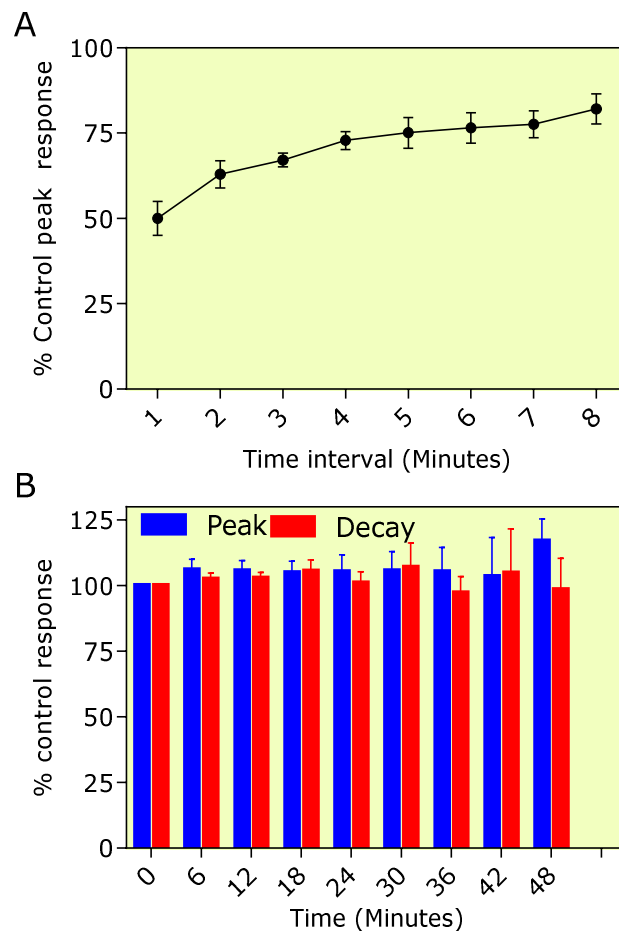 A
% Control peak response
100
75
50
25
0
1 2 3 4 5 6 7 8
Time interval (Minutes)
B
% control response
Peak Decay
125
100
75
50
25
0
0 6 12 18 24 30 36 42 48
Time (Minutes)